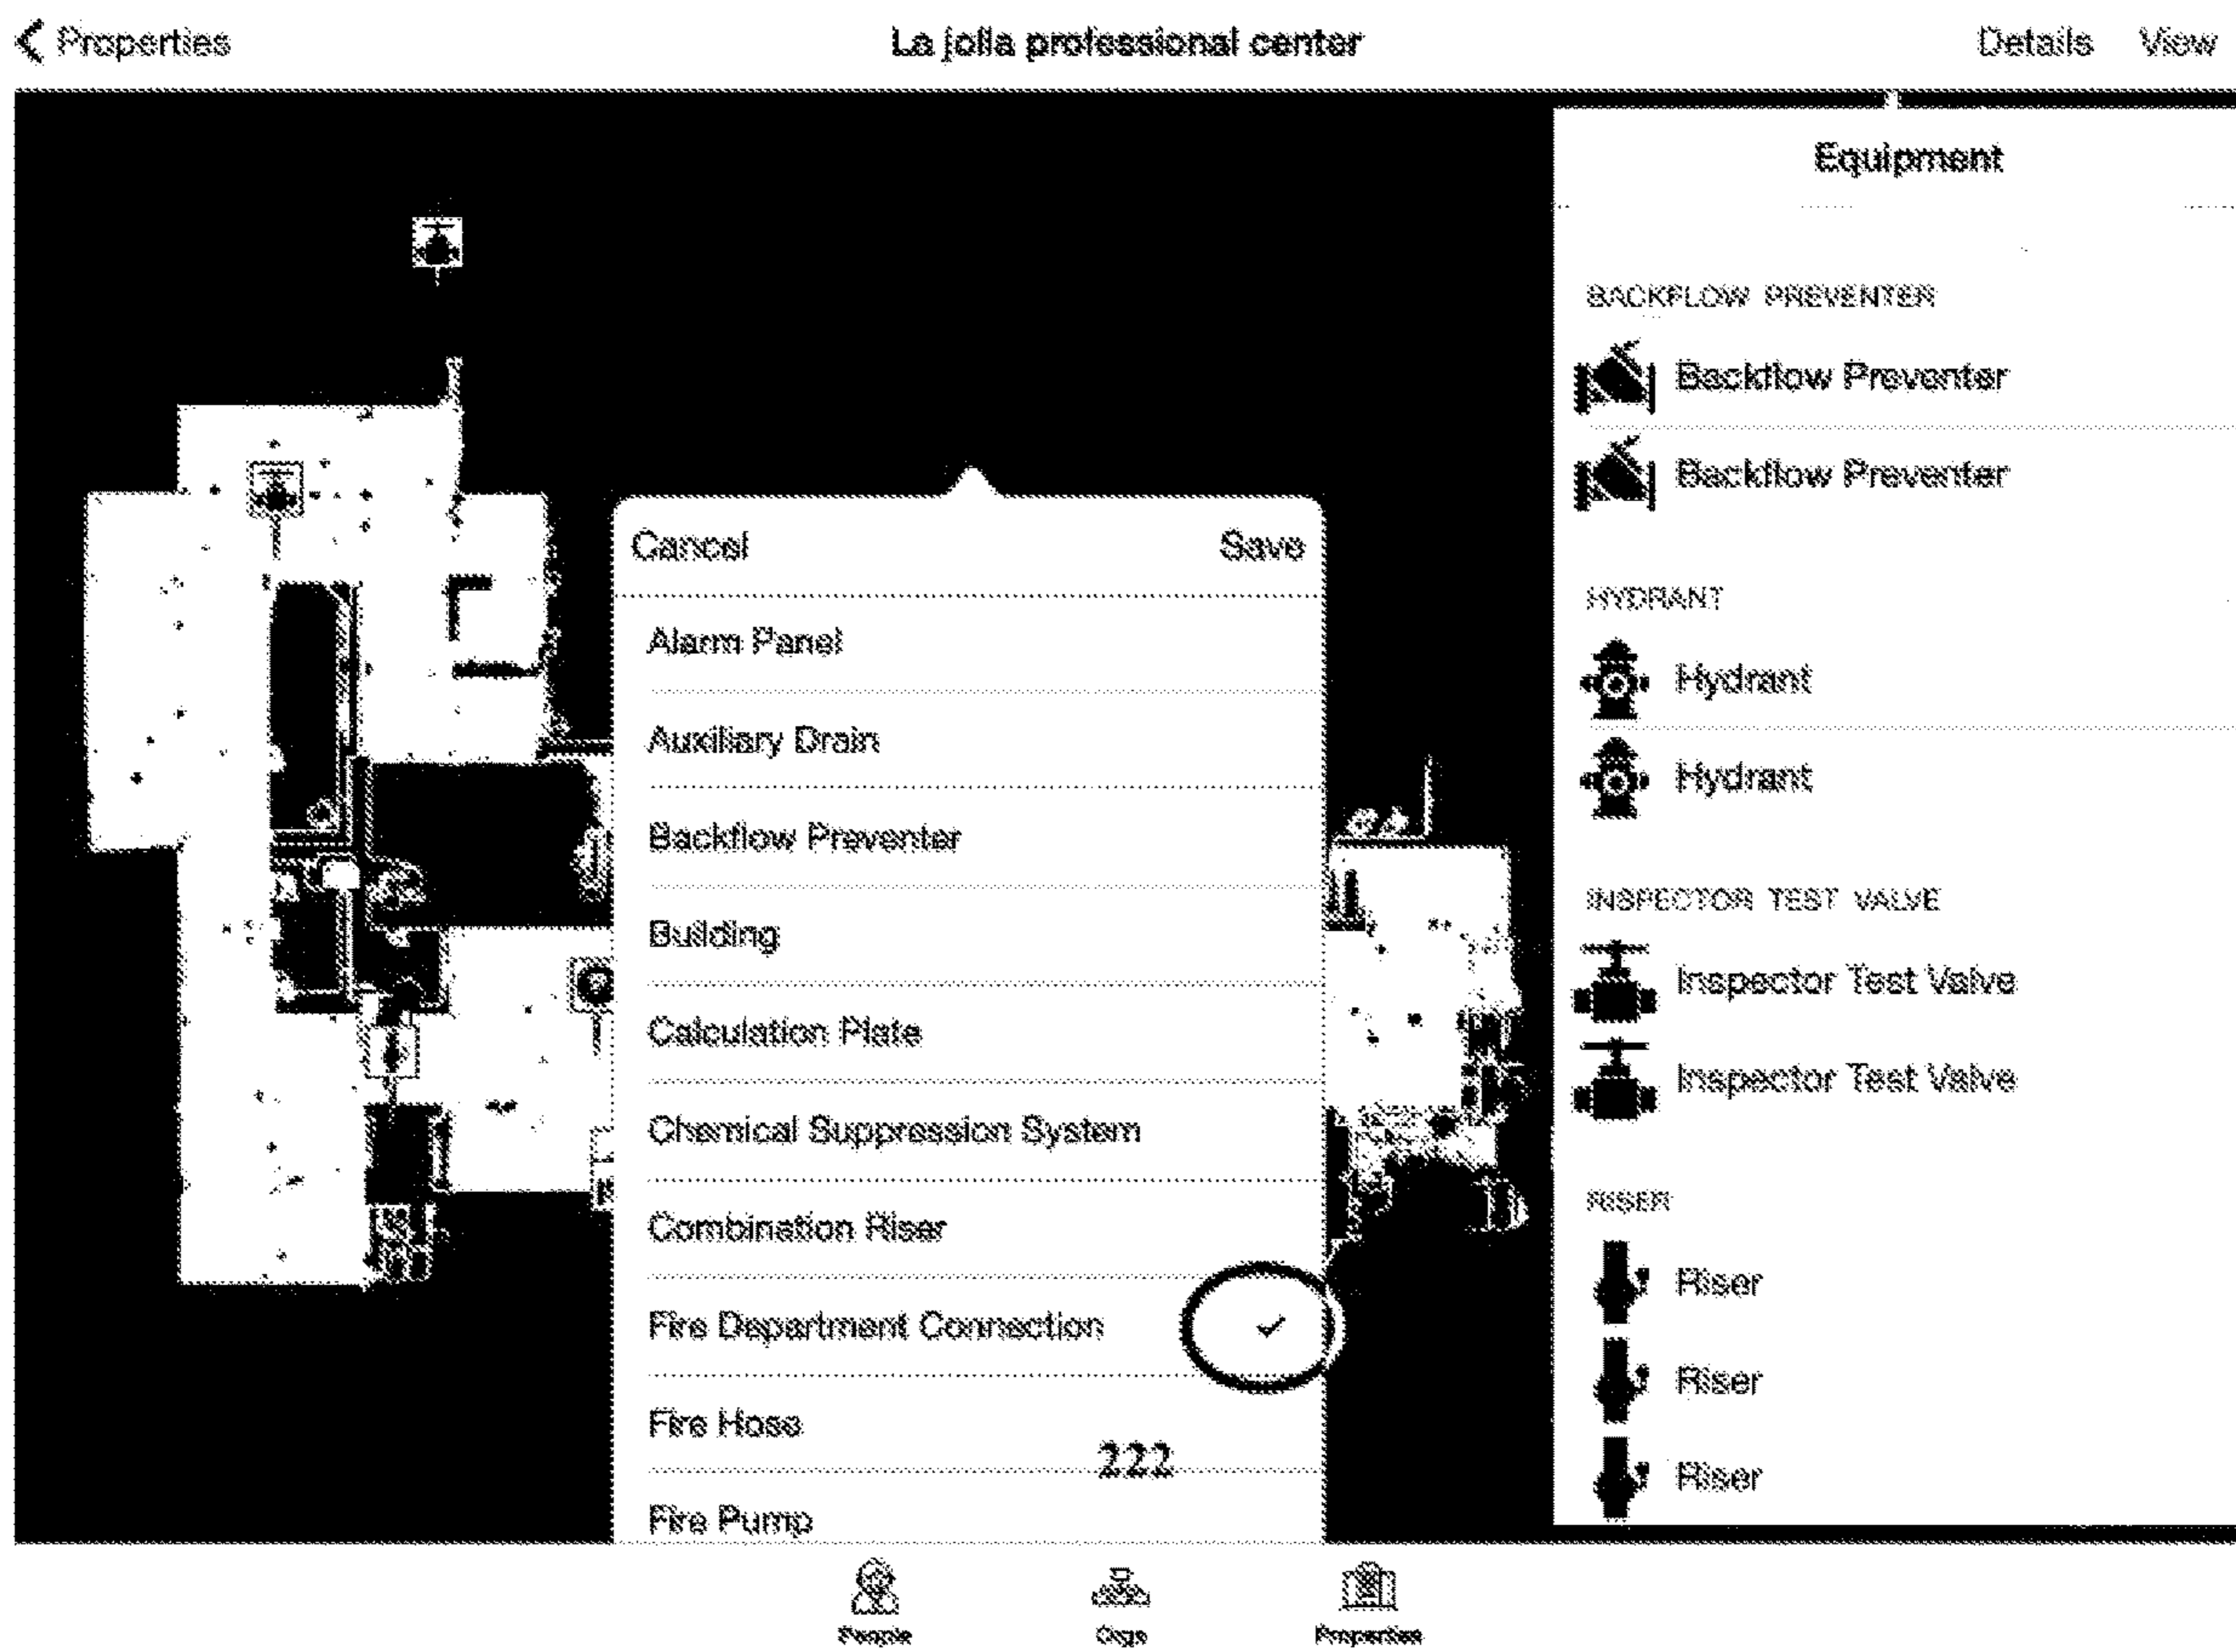 Properties
La jolla professional center
Details View
Equipment
BACKFLOW PREVENTER
Backflow Preventer
Backflow Preventer
HYDRANT
Hydrant
Hydrant
INSPECTOR TEST VALVE
Inspector Test Valve
Inspector Test Valve
RISER
Riser
Riser
Riser
Cancel Save
Alarm Panel
Auxiliary Drain
Backflow Preventer
Building
Calculation Plate
Chemical Suppression System
Combination Riser
Fire Department Connection
Fire Hose
222
Fire Pump
People Orgs Properties